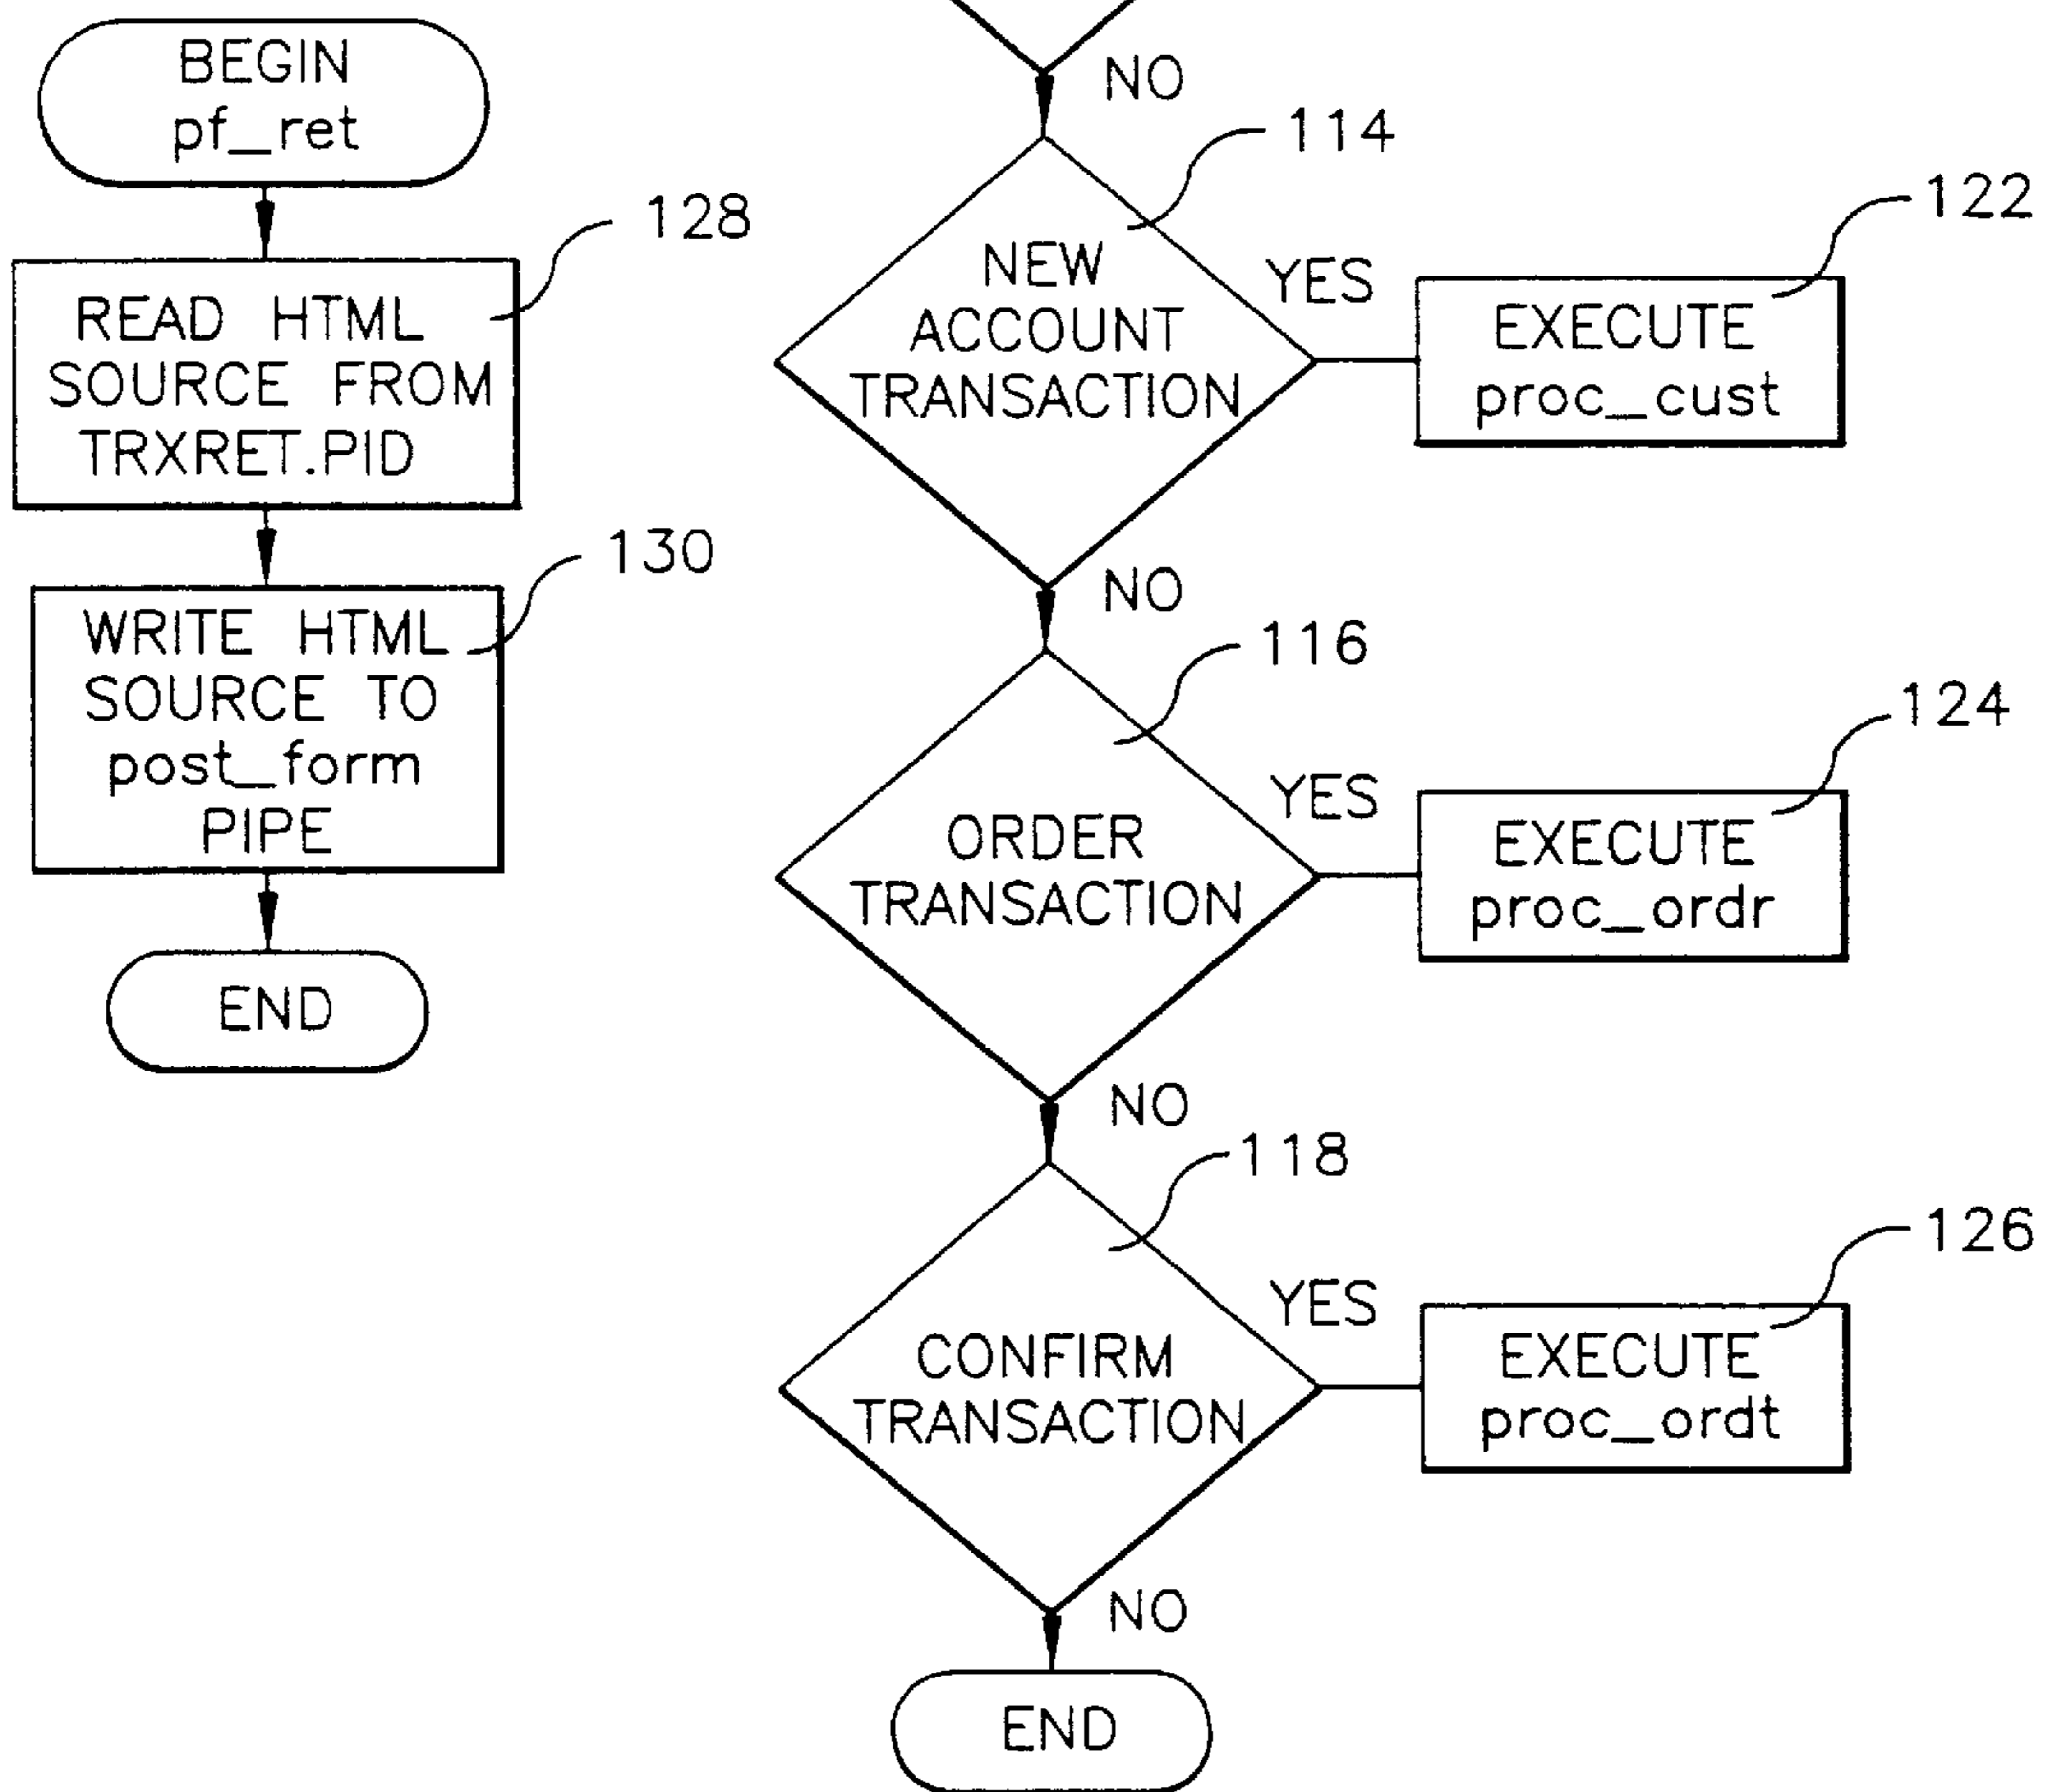 BEGIN
pf_ret
128
READ HTML
SOURCE FROM
TRXRET.PID
130
WRITE HTML
SOURCE TO
post_form
PIPE
END
NO
114
NEW
ACCOUNT
TRANSACTION
YES
122
EXECUTE
proc_cust
NO
116
ORDER
TRANSACTION
YES
124
EXECUTE
proc_ordr
NO
118
CONFIRM
TRANSACTION
YES
126
EXECUTE
proc_ordt
NO
END